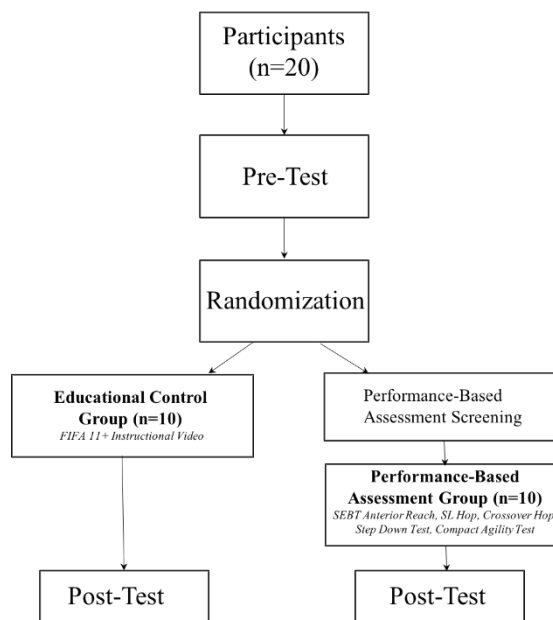 Participants
(n=20)
Pre-Test
Randomization
Educational Control
Group (n=10)
FIFA 11+ Instructional Video
Post-Test
Performance-Based
Assessment Screening
Performance-Based
Assessment Group (n=10)
SEBT Anterior Reach, SL Hop, Crossover Hop
Step Down Test, Compact Agility Test
Post-Test